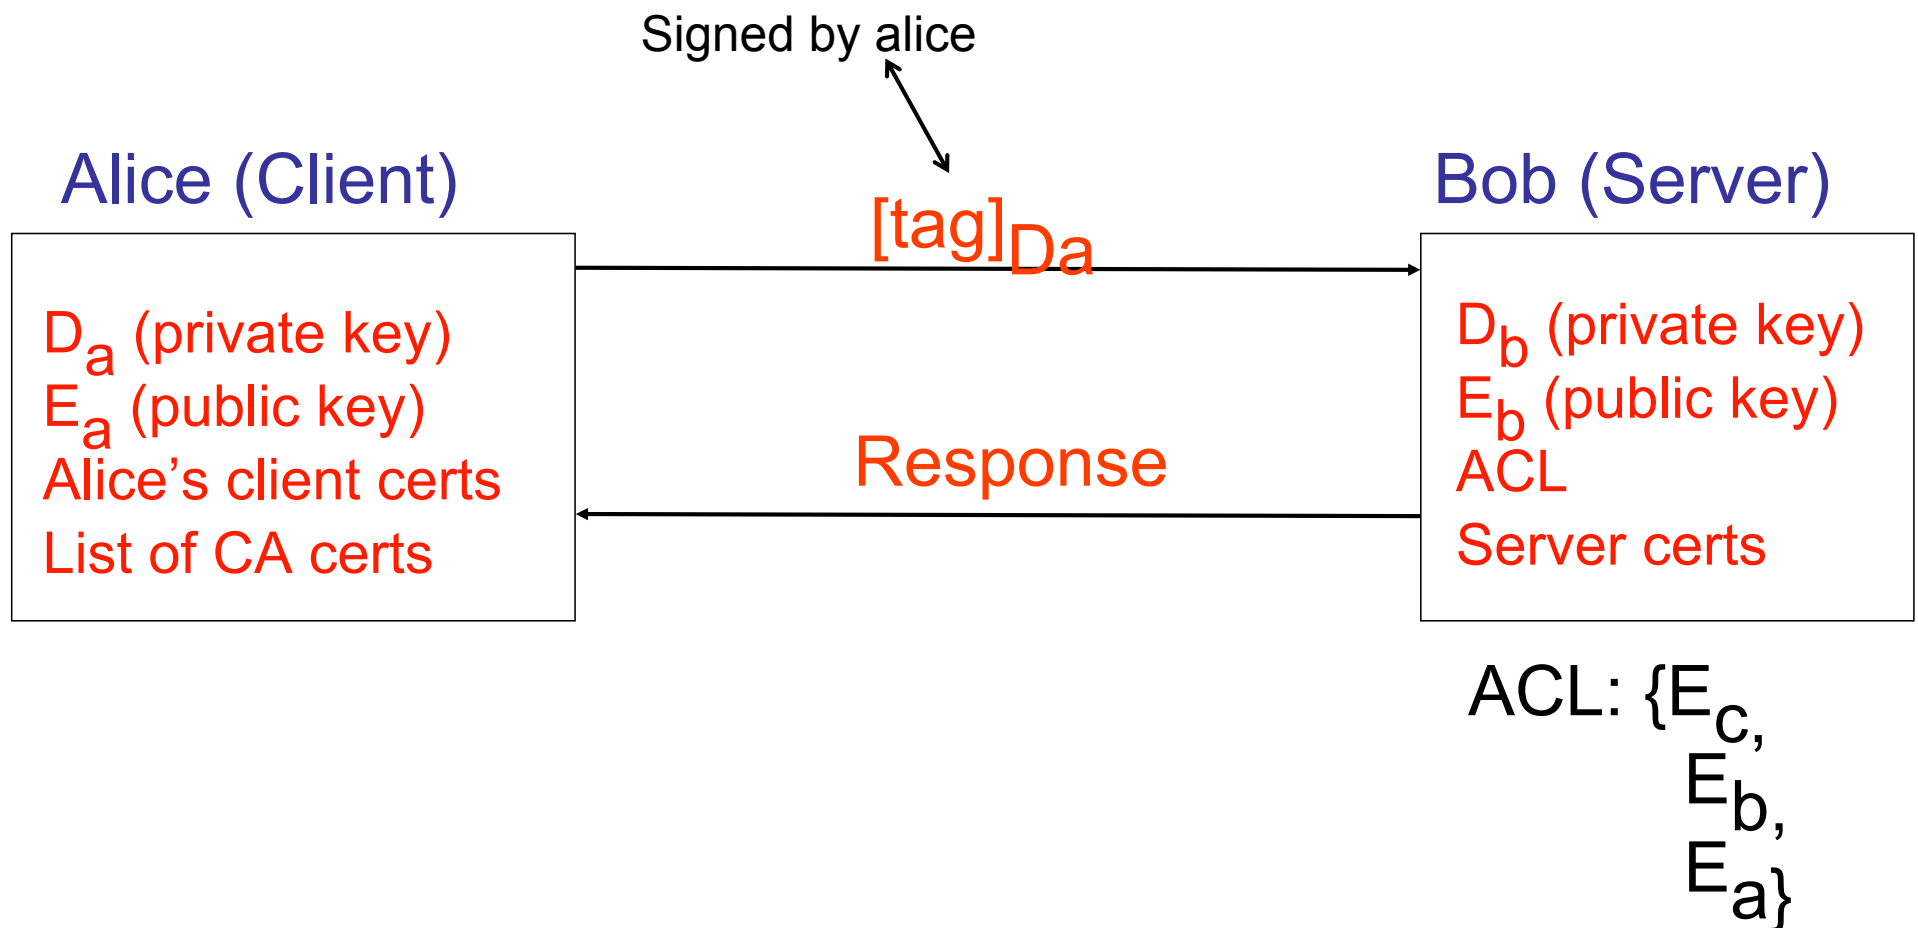 Signed by alice
Alice (Client)
[tag]Da
Bob (Server)
Da (private key)
Ea (public key)
Alice’s client certs
List of CA certs
Response
Db (private key)
Eb (public key)
ACL
Server certs
ACL: {Ec,
Eb,
Ea}